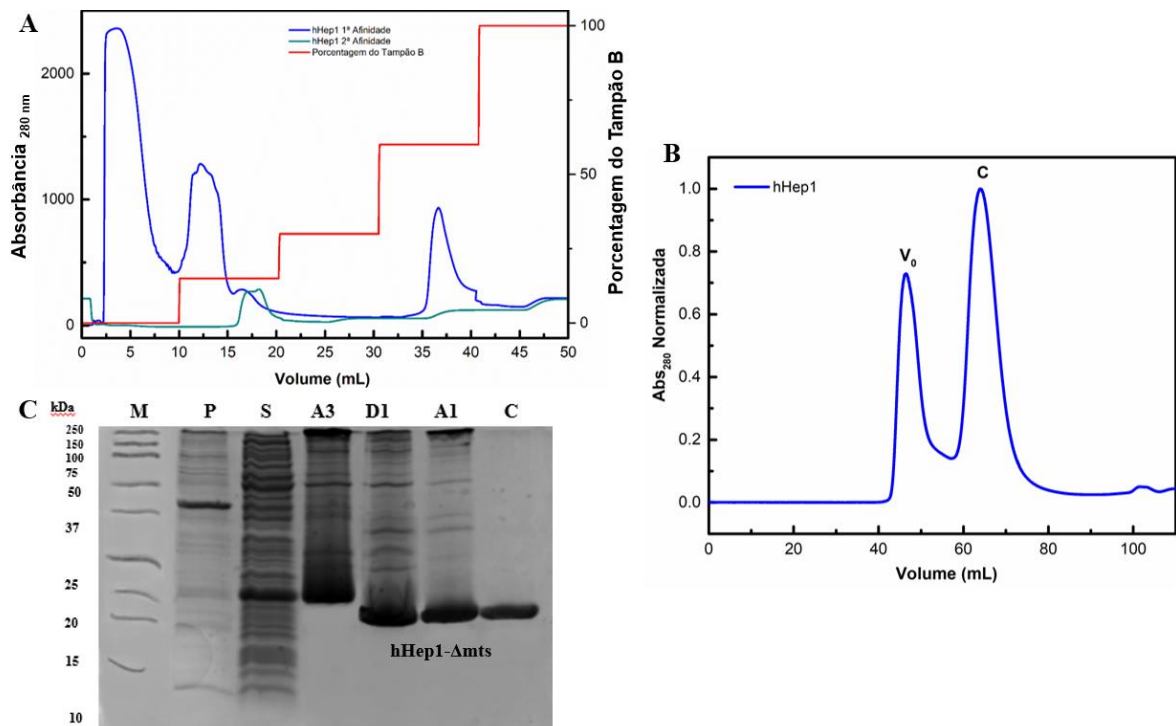 A
hHep1 1ª Afinidade
hHep1 2ª Afinidade
Porcentagem do Tampão B
Absorbância 280 nm
2000
1000
0
100
50
0
Porcentagem do Tampão B
0 5 10 15 20 25 30 35 40 45 50
Volume (mL)
B
hHep1
V0
C
Abs280 Normalizada
1.0
0.8
0.6
0.4
0.2
0.0
0 20 40 60 80 100
Volume (mL)
C
kDa M P S A3 D1 A1 C
250
150
100
75
50
37
25
20
15
10
hHep1-Δmts